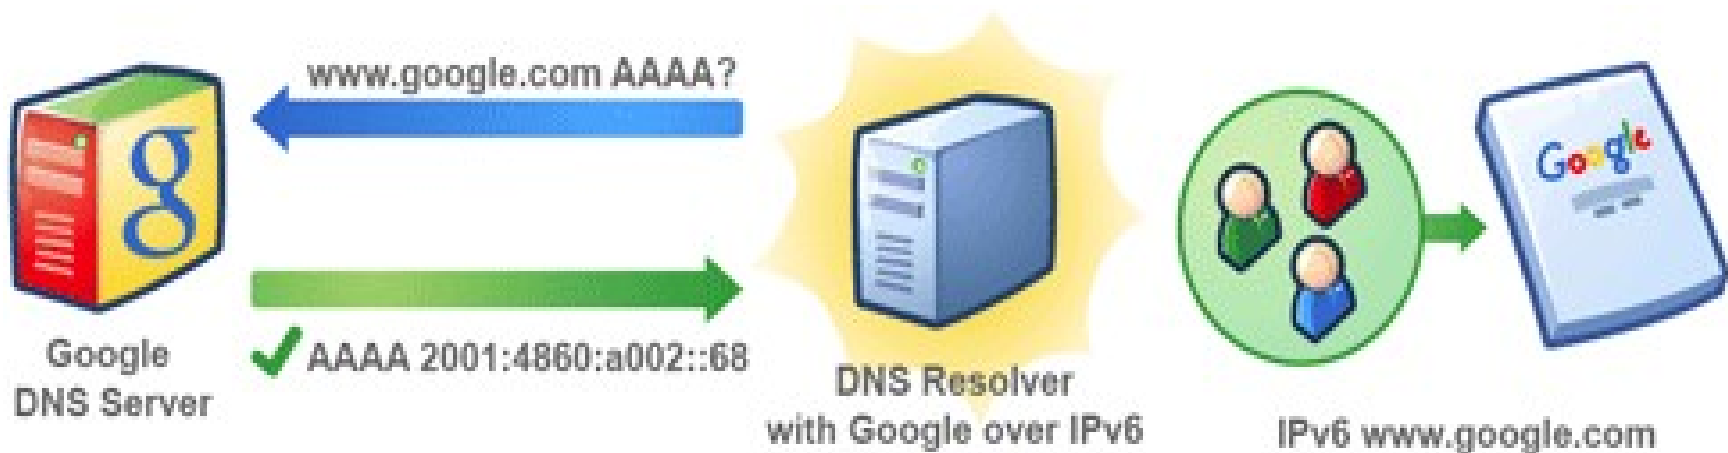 www.google.com AAAA?
g
Google
DNS Server
AAAA 2001:4860:a002::68
DNS Resolver
with Google over IPv6
Google
IPv6 www.google.com